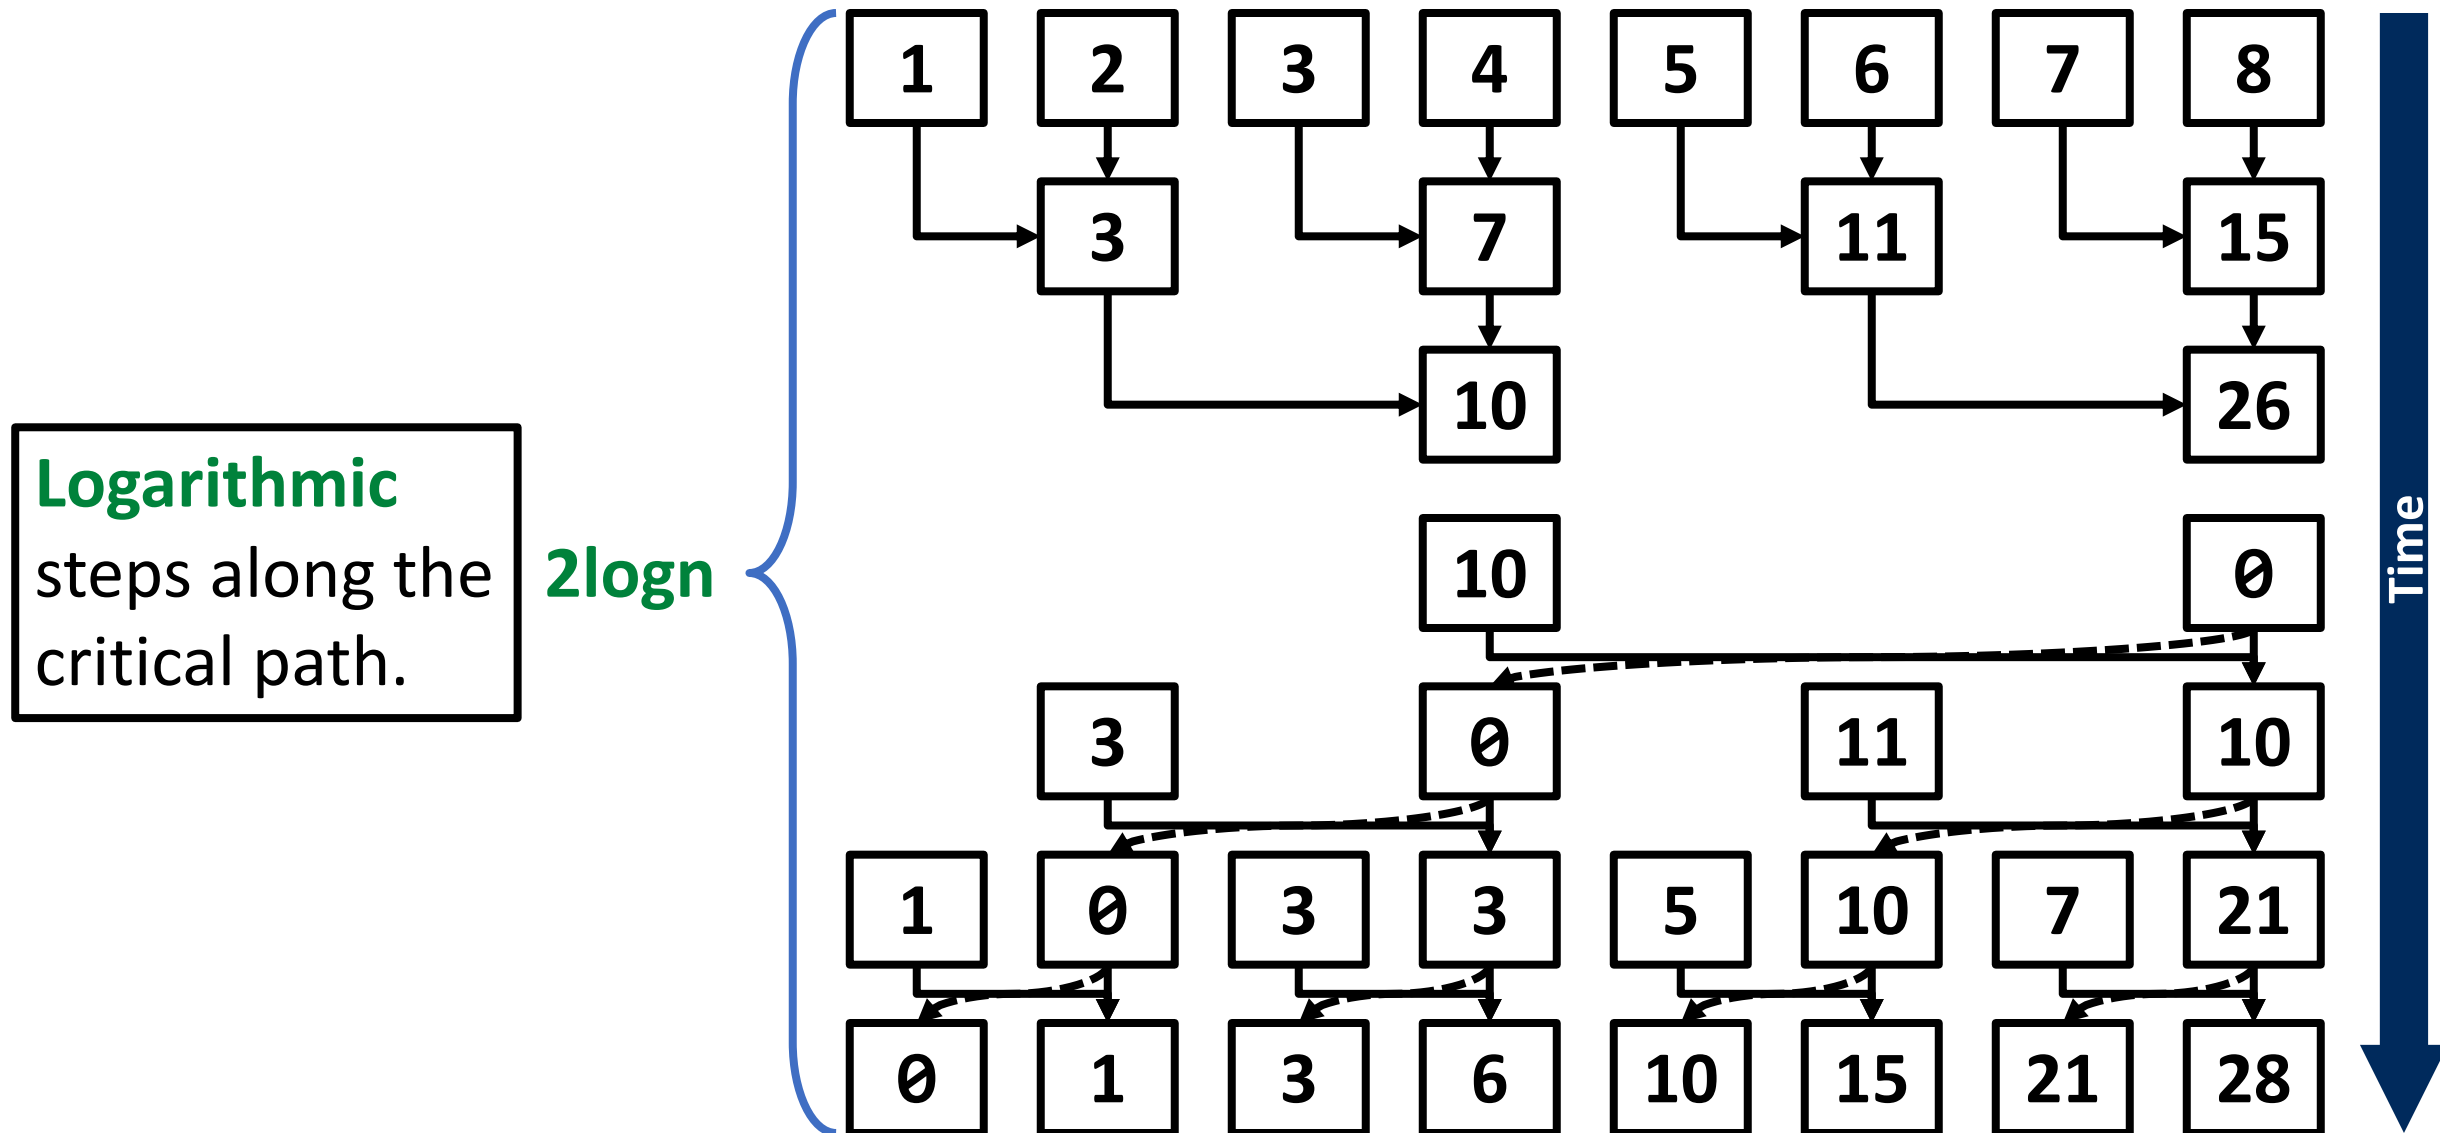 1 2 3 4 5 6 7 8
3 7 11 15
10 26
Logarithmic
steps along the
critical path.
2logn
10 0
3 0 11 10
1 0 3 3 5 10 7 21
0 1 3 6 10 15 21 28
Time